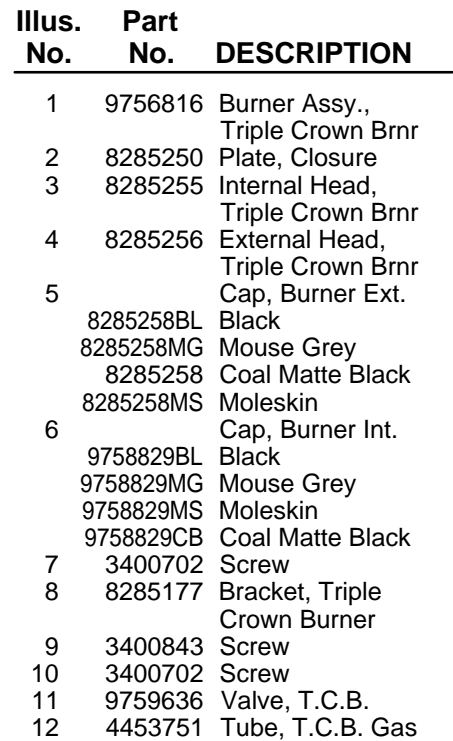 Illus. Part
No. No. DESCRIPTION
1 9756816 Burner Assy.,
Triple Crown Brnr
2 8285250 Plate, Closure
3 8285255 Internal Head,
Triple Crown Brnr
4 8285256 External Head,
Triple Crown Brnr
5 Cap, Burner Ext.
8285258BL Black
8285258MG Mouse Grey
8285258 Coal Matte Black
8285258MS Moleskin
6 Cap, Burner Int.
9758829BL Black
9758829MG Mouse Grey
9758829MS Moleskin
9758829CB Coal Matte Black
7 3400702 Screw
8 8285177 Bracket, Triple
Crown Burner
9 3400843 Screw
10 3400702 Screw
11 9759636 Valve, T.C.B.
12 4453751 Tube, T.C.B. Gas